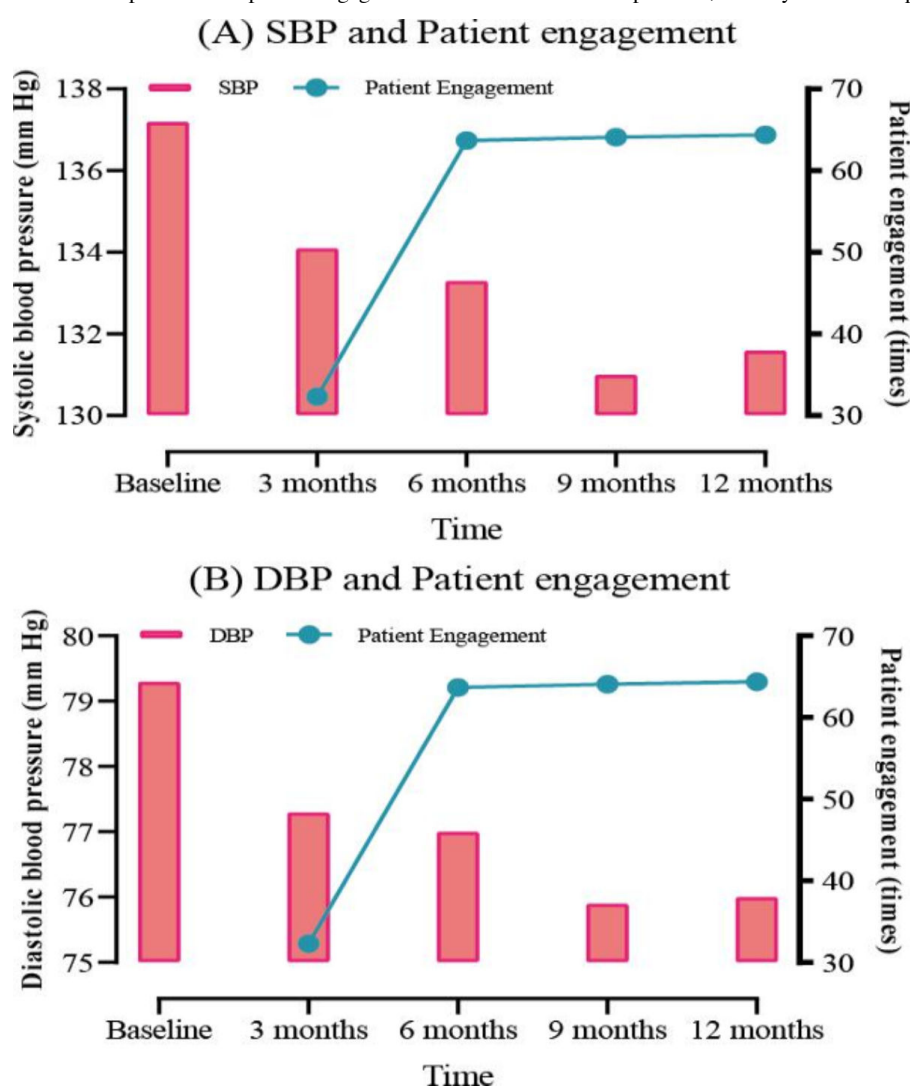 (A) SBP and Patient engagement
SBP
Patient Engagement
Systolic blood pressure (mm Hg)
138
136
134
132
130
70
60
50
40
30
Patient engagement (times)
Baseline
3 months
6 months
9 months
12 months
Time
(B) DBP and Patient engagement
DBP
Patient Engagement
Diastolic blood pressure (mm Hg)
80
79
78
77
76
75
70
60
50
40
30
Patient engagement (times)
Baseline
3 months
6 months
9 months
12 months
Time